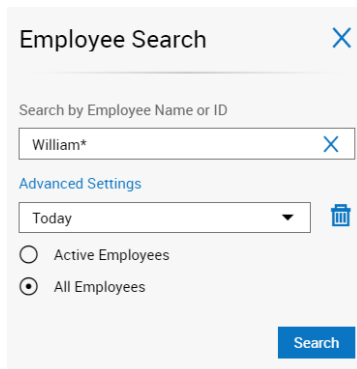 Employee Search
Search by Employee Name or ID
William*
Advanced Settings
Today
Active Employees
All Employees
Search